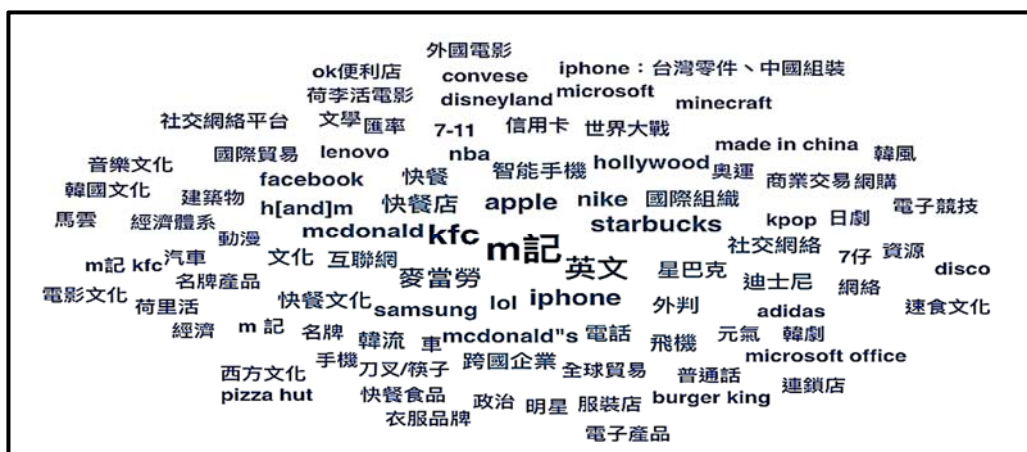 外國電影
ok便利店 convese iphone：台灣零件、中國組裝
荷李活電影 disneyland microsoft minecraft
社交網絡平台 文學 匯率 7-11 信用卡 世界大戰 made in china
音樂文化 國際貿易 lenovo nba 智能手機 hollywood 奧運 韓風
韓國文化 建築物 facebook 快餐 商業交易 網購
馬雲 經濟體系 h[and]m 快餐店 apple nike 國際組織 電子競技
動漫 mcdonald kfc m記 starbucks kpop 日劇
m記 kfc 汽車 文化 互聯網 麥當勞 英文 星巴克 社交網絡 7仔 資源 disco
電影文化 荷里活 名牌產品 快餐文化 samsung lol iphone 外判 迪士尼 網絡 adidas 速食文化
經濟 m 記 名牌 韓流 車 mcdonald"s 電話 飛機 元氣 韓劇
西方文化 手機 刀叉/筷子 跨國企業 全球貿易 普通話 microsoft office
pizza hut 快餐食品 政治 明星 服裝店 burger king 連鎖店
衣服品牌 電子產品